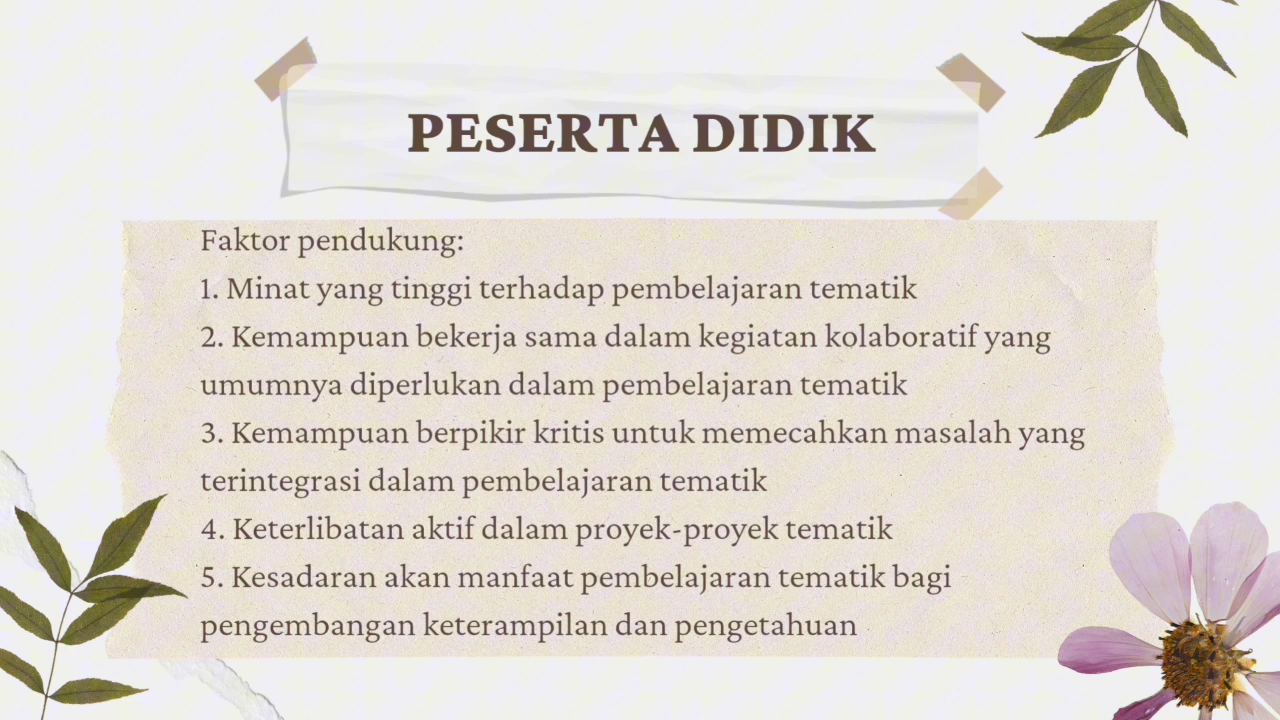 PESERTA DIDIK
Faktor pendukung:
1. Minat yang tinggi terhadap pembelajaran tematik
2. Kemampuan bekerja sama dalam kegiatan kolaboratif yang
umumnya diperlukan dalam pembelajaran tematik
3. Kemampuan berpikir kritis untuk memecahkan masalah yang
terintegrasi dalam pembelajaran tematik
4. Keterlibatan aktif dalam proyek-proyek tematik
5. Kesadaran akan manfaat pembelajaran tematik bagi
pengembangan keterampilan dan pengetahuan